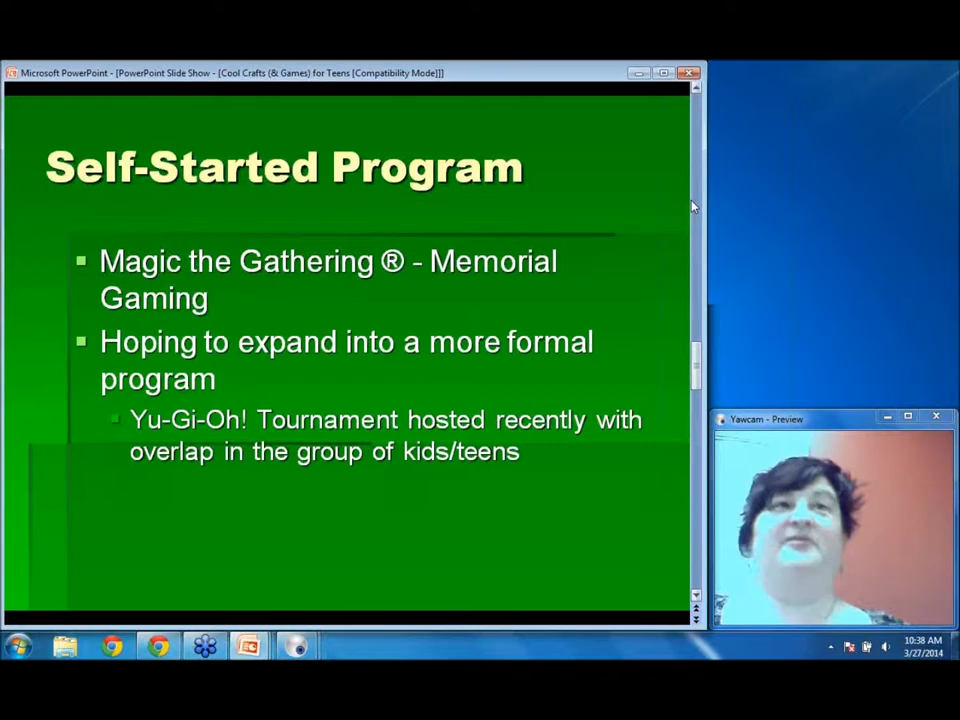 Microsoft PowerPoint - [PowerPoint Slide Show - [Cool Crafts (& Games) for Teens [Compatibility Mode]]]
Self-Started Program
Magic the Gathering ® - Memorial
Gaming
Hoping to expand into a more formal
program
Yu-Gi-Oh! Tournament hosted recently with
overlap in the group of kids/teens
Yawcam - Preview
10:38 AM
3/27/2014